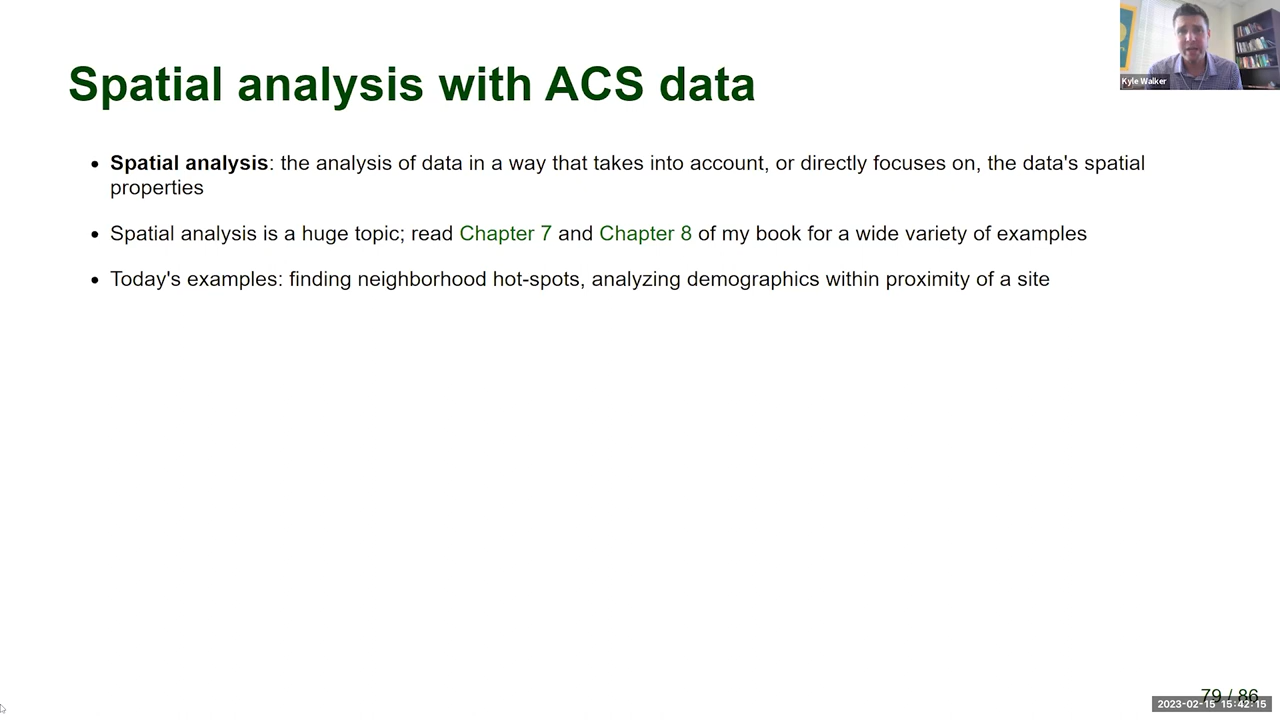 Spatial analysis with ACS data
Kyle Walker
• Spatial analysis: the analysis of data in a way that takes into account, or directly focuses on, the data's spatial
properties
• Spatial analysis is a huge topic; read Chapter 7 and Chapter 8 of my book for a wide variety of examples
• Today's examples: finding neighborhood hot-spots, analyzing demographics within proximity of a site
79 / 86
2023-02-15 15:42:15